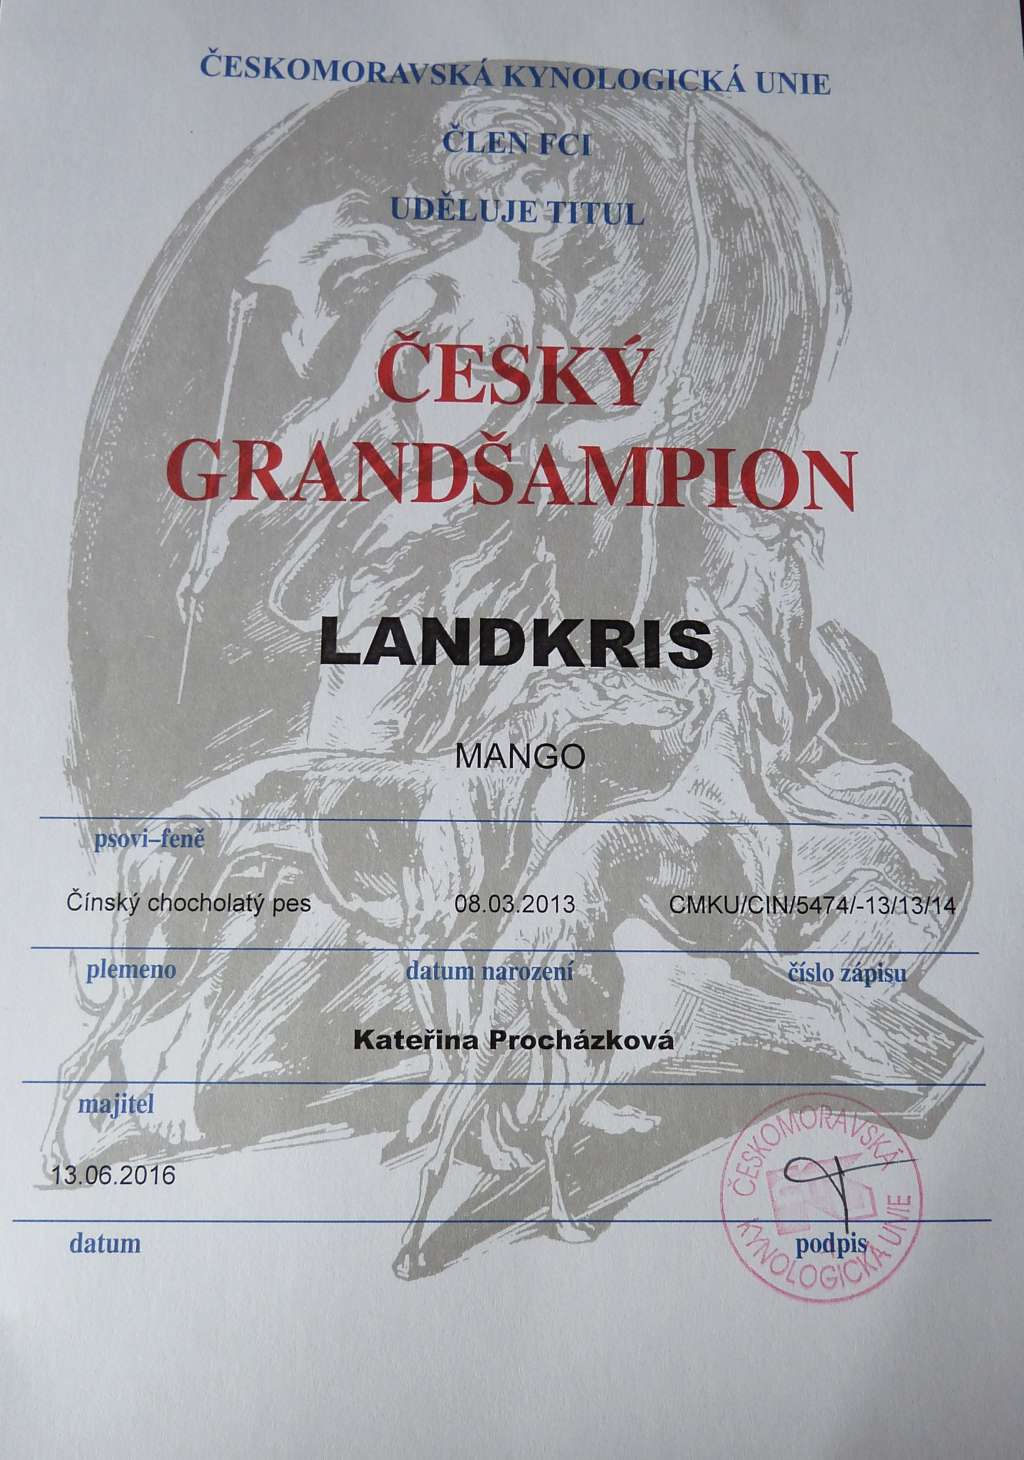 ČESKOMORAVSKÁ KYNOLOGICKÁ UNIE
ČLEN FCI
UDĚLUJE TITUL
ČESKÝ
GRANDŠAMPION
LANDKRIS
MANGO
psovi–feně
Čínský chocholatý pes 08.03.2013 CMKU/CIN/5474/-13/13/14
plemeno datum narození číslo zápisu
Kateřina Procházková
majitel
13.06.2016
datum podpis
ČESKOMORAVSKÁ
KYNOLOGICKÁ UNIE